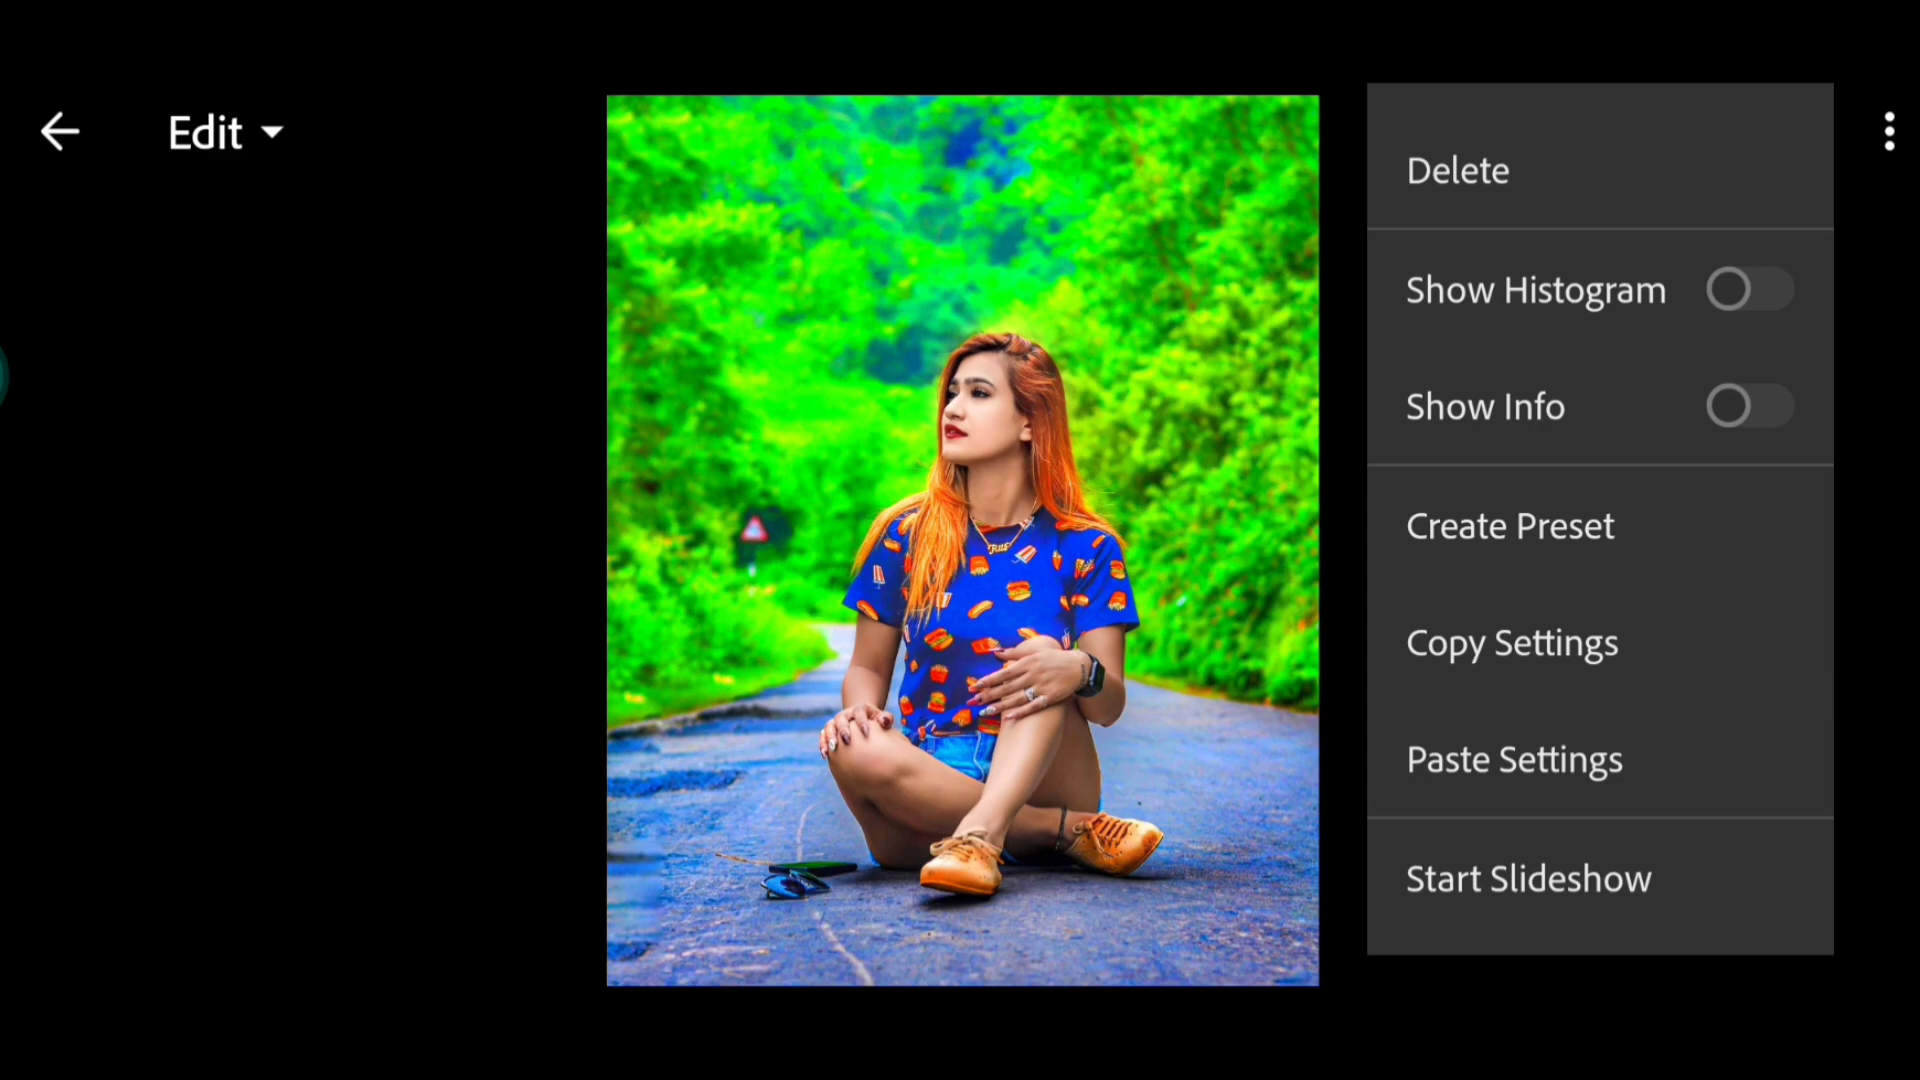 Edit
Delete
Show Histogram
Show Info
Create Preset
Copy Settings
Paste Settings
Start Slideshow